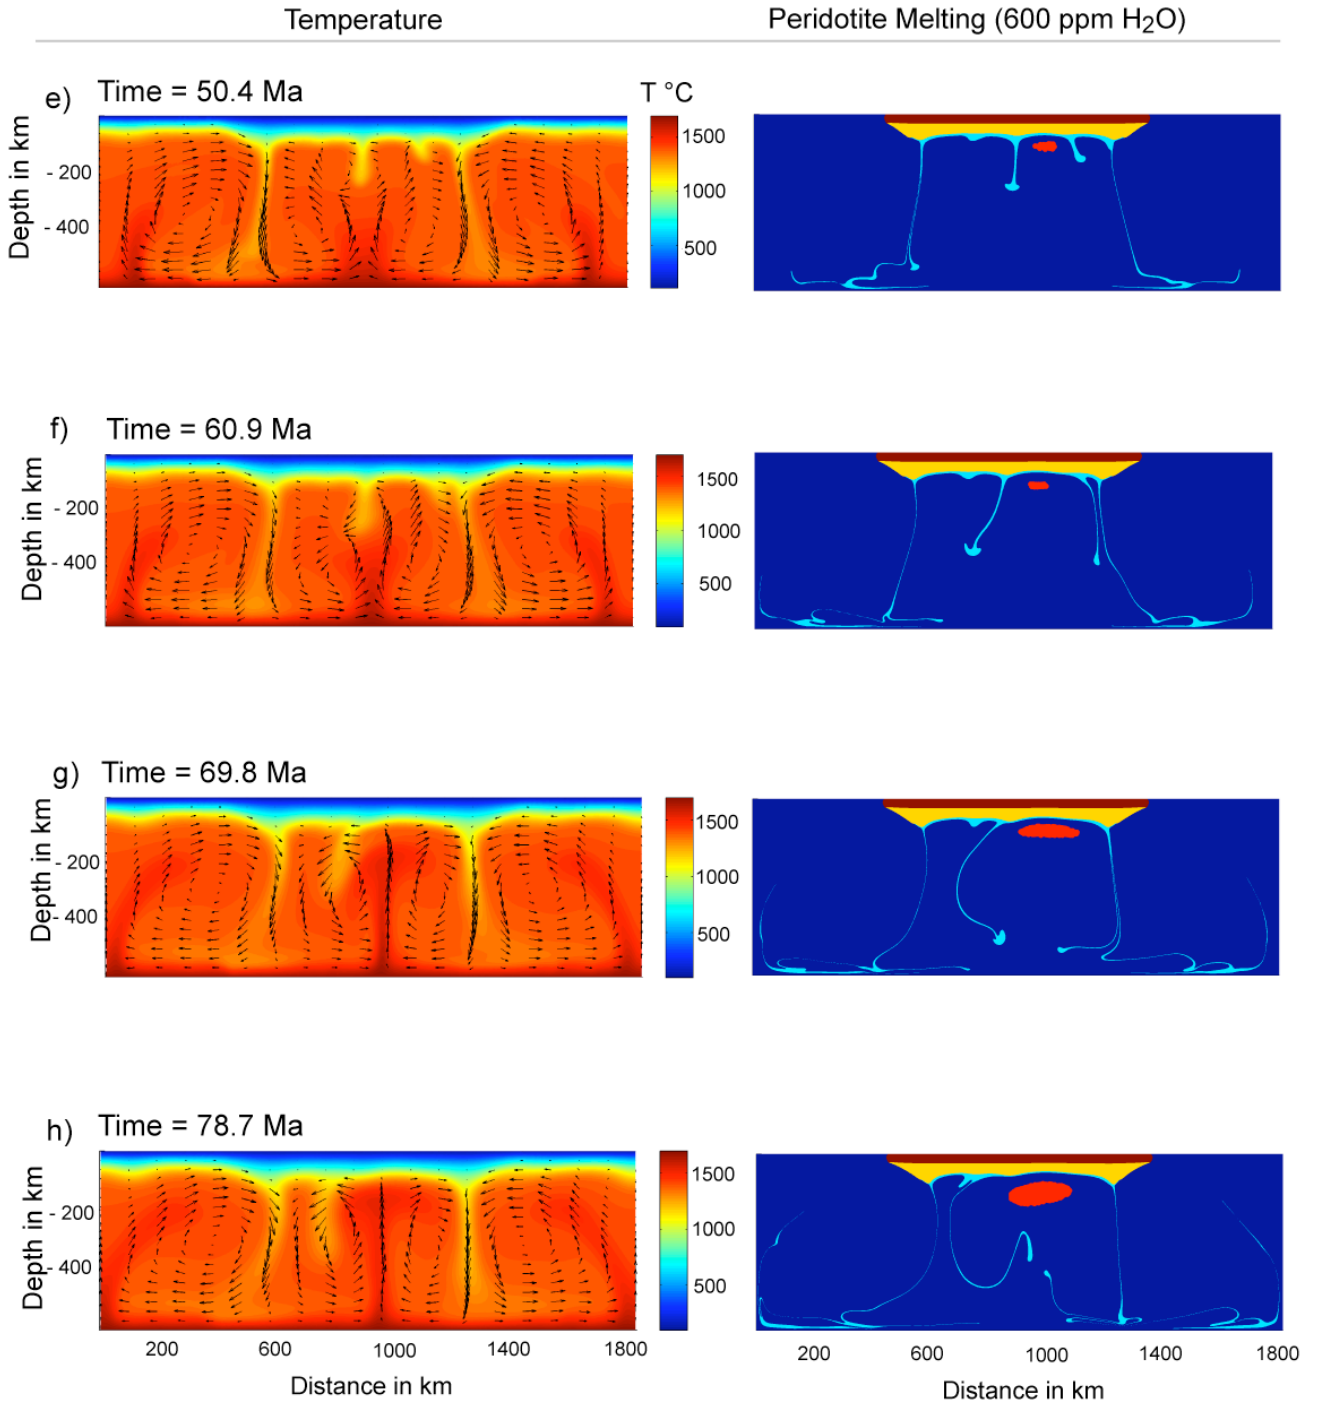 Temperature
Peridotite Melting (600 ppm H2O)
e) Time = 50.4 Ma
T °C
Depth in km
- 200
- 400
1500
1000
500
f) Time = 60.9 Ma
Depth in km
- 200
- 400
1500
1000
500
g) Time = 69.8 Ma
Depth in km
- 200
- 400
1500
1000
500
h) Time = 78.7 Ma
Depth in km
- 200
- 400
1500
1000
500
200 600 1000 1400 1800
Distance in km
200 600 1000 1400 1800
Distance in km